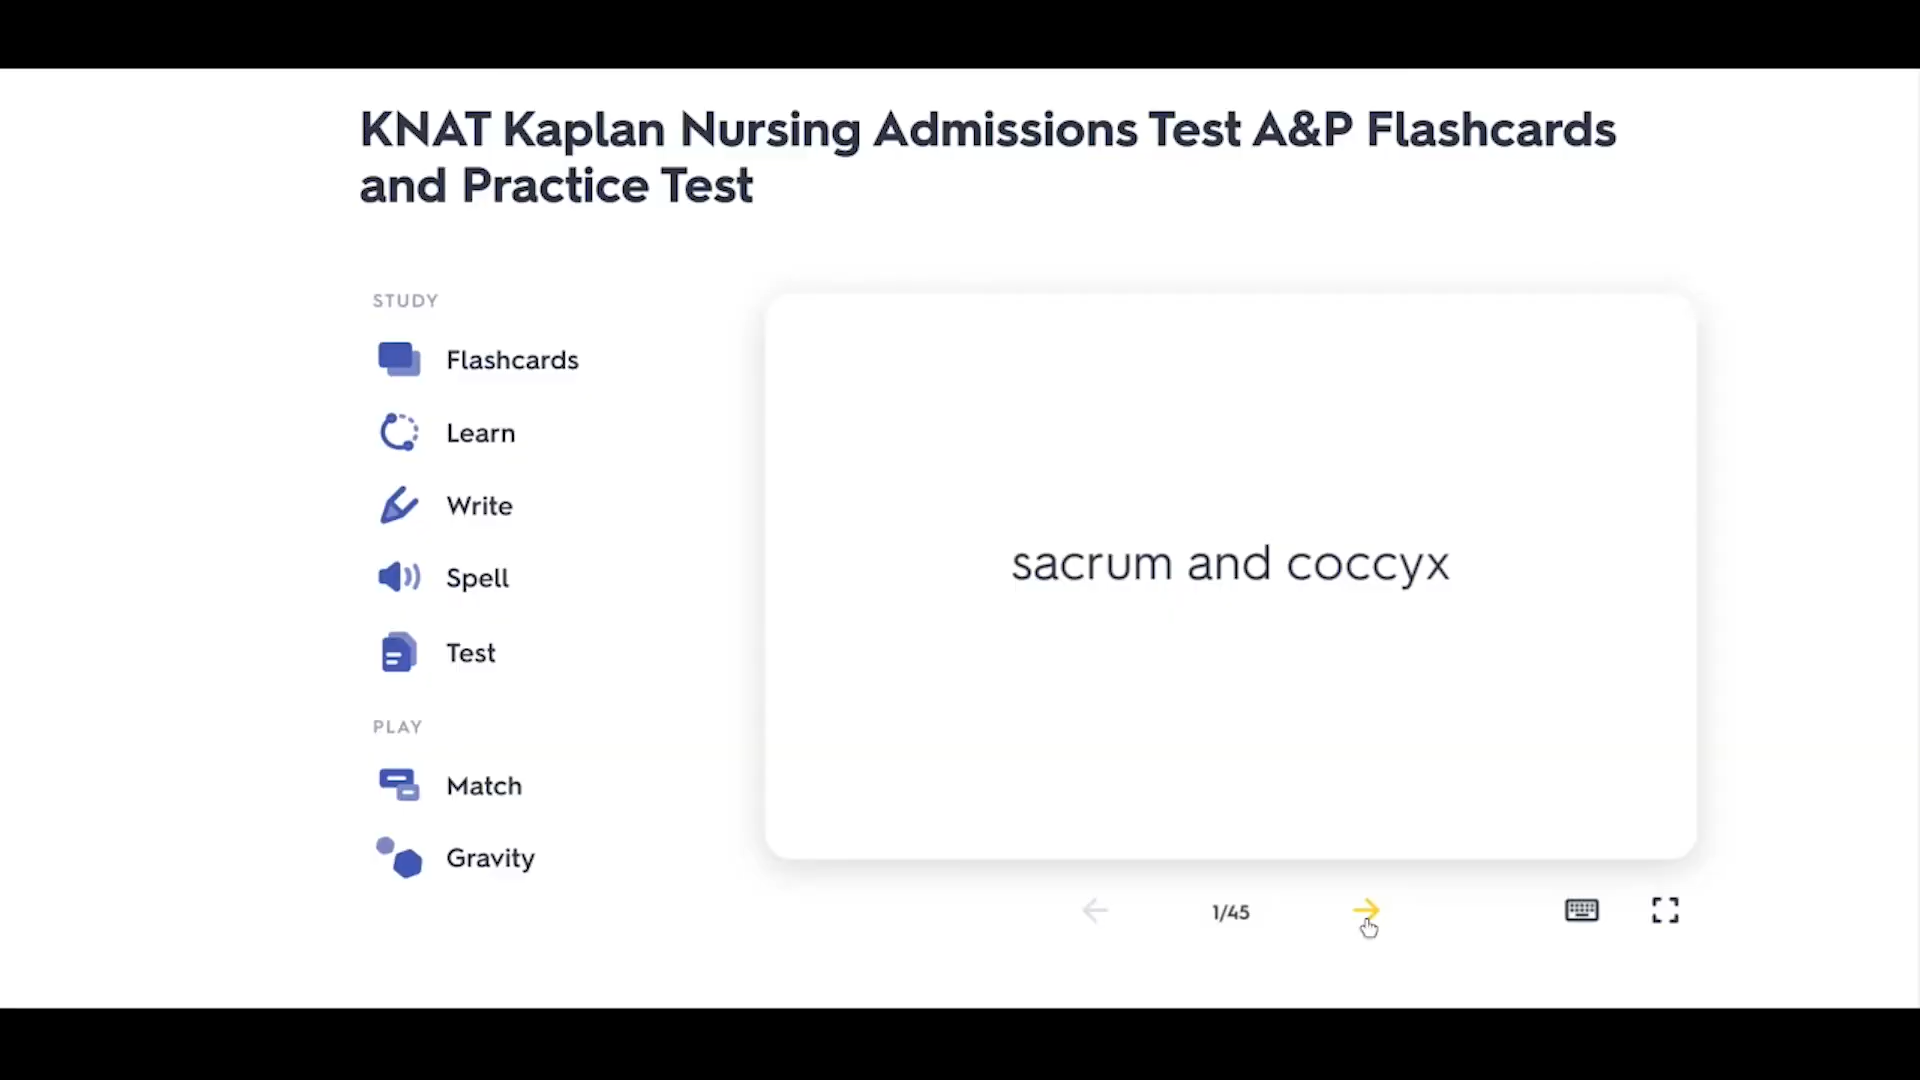 KNAT Kaplan Nursing Admissions Test A&P Flashcards
and Practice Test
STUDY
Flashcards
Learn
Write
Spell
Test
PLAY
Match
Gravity
sacrum and coccyx
1/45